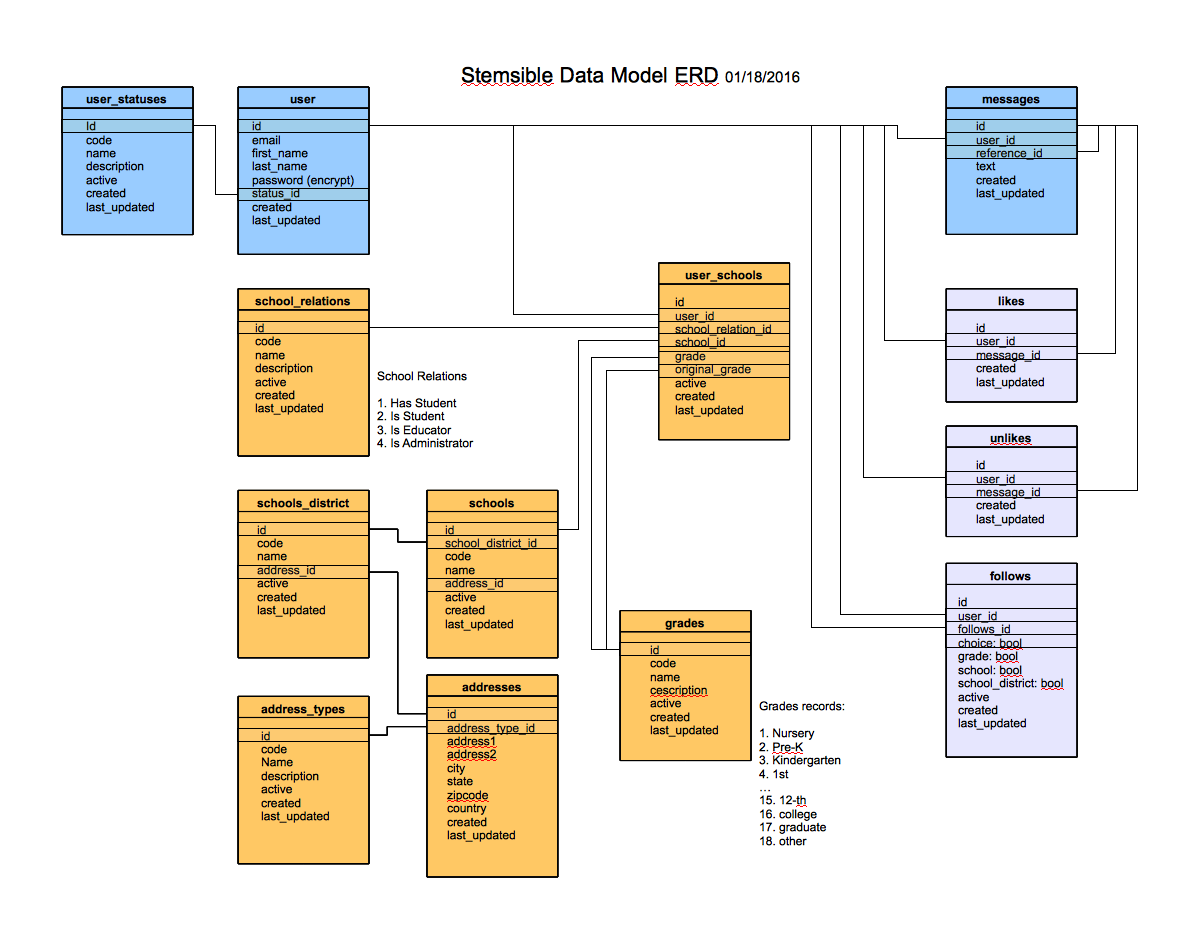 Stemsible Data Model ERD 01/18/2016
user_statuses
Id
code
name
description
active
created
last_updated
user
id
email
first_name
last_name
password (encrypt)
status_id
created
last_updated
messages
id
user_id
reference_id
text
created
last_updated
school_relations
id
code
name
description
active
created
last_updated
School Relations
1. Has Student
2. Is Student
3. Is Educator
4. Is Administrator
user_schools
id
user_id
school_relation_id
school_id
grade
original_grade
active
created
last_updated
likes
id
user_id
message_id
created
last_updated
unlikes
id
user_id
message_id
created
last_updated
schools_district
id
code
name
address_id
active
created
last_updated
schools
id
school_district_id
code
name
address_id
active
created
last_updated
follows
id
user_id
follows_id
choice: bool
grade: bool
school: bool
school_district: bool
active
created
last_updated
grades
id
code
name
cescription
active
created
last_updated
Grades records:
1. Nursery
2. Pre-K
3. Kindergarten
4. 1st
…
15. 12-th
16. college
17. graduate
18. other
address_types
id
code
Name
description
active
created
last_updated
addresses
id
address_type_id
address1
address2
city
state
zipcode
country
created
last_updated